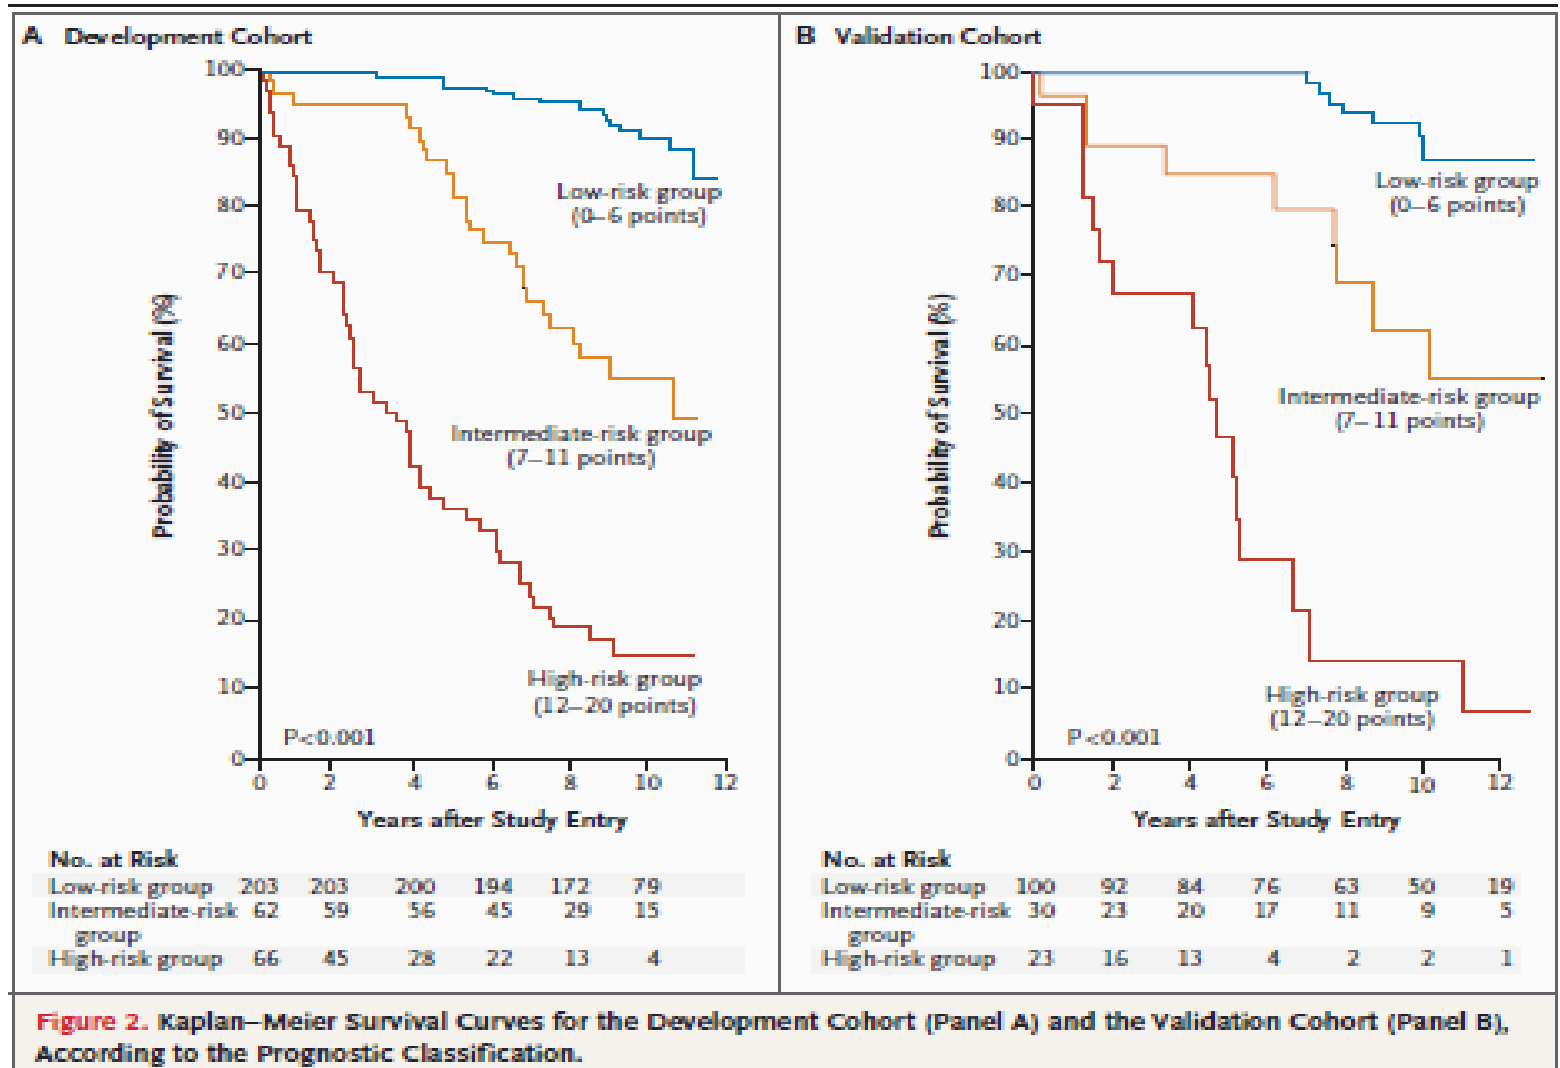 A Development Cohort
100
90
80
70
60
50
40
30
20
10
0
Probability of Survival (%)
Low-risk group
(0–6 points)
Intermediate-risk group
(7–11 points)
High-risk group
(12–20 points)
P<0.001
0 2 4 6 8 10 12
Years after Study Entry
No. at Risk
Low-risk group 203 203 200 194 172 79
Intermediate-risk 62 59 56 45 29 15
group
High-risk group 66 45 28 22 13 4
B Validation Cohort
100
90
80
70
60
50
40
30
20
10
0
Probability of Survival (%)
Low-risk group
(0–6 points)
Intermediate-risk group
(7–11 points)
High-risk group
(12–20 points)
P<0.001
0 2 4 6 8 10 12
Years after Study Entry
No. at Risk
Low-risk group 100 92 84 76 63 50 19
Intermediate-risk 30 23 20 17 11 9 5
group
High-risk group 23 16 13 4 2 2 1
Figure 2. Kaplan–Meier Survival Curves for the Development Cohort (Panel A) and the Validation Cohort (Panel B),
According to the Prognostic Classification.